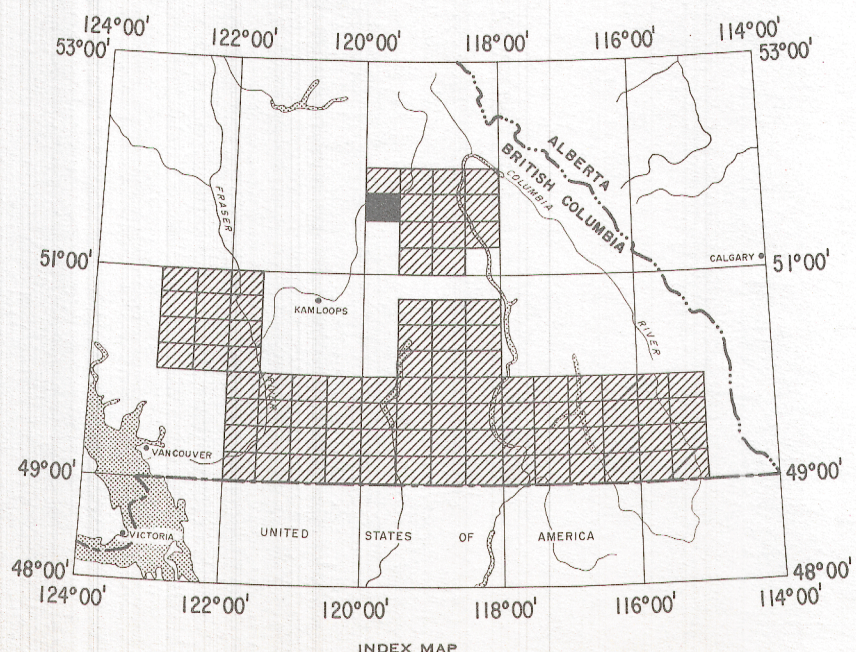 124°00'
122°00'
120°00'
118°00'
116°00'
114°00'
53°00'
53°00'
ALBERTA
BRITISH COLUMBIA
COLUMBIA
FRASER
51°00'
CALGARY
51°00'
KAMLOOPS
RIVER
RIVER
VANCOUVER
49°00'
49°00'
VICTORIA
UNITED STATES OF AMERICA
48°00'
48°00'
124°00'
122°00'
120°00'
118°00'
116°00'
114°00'
INDEX MAP